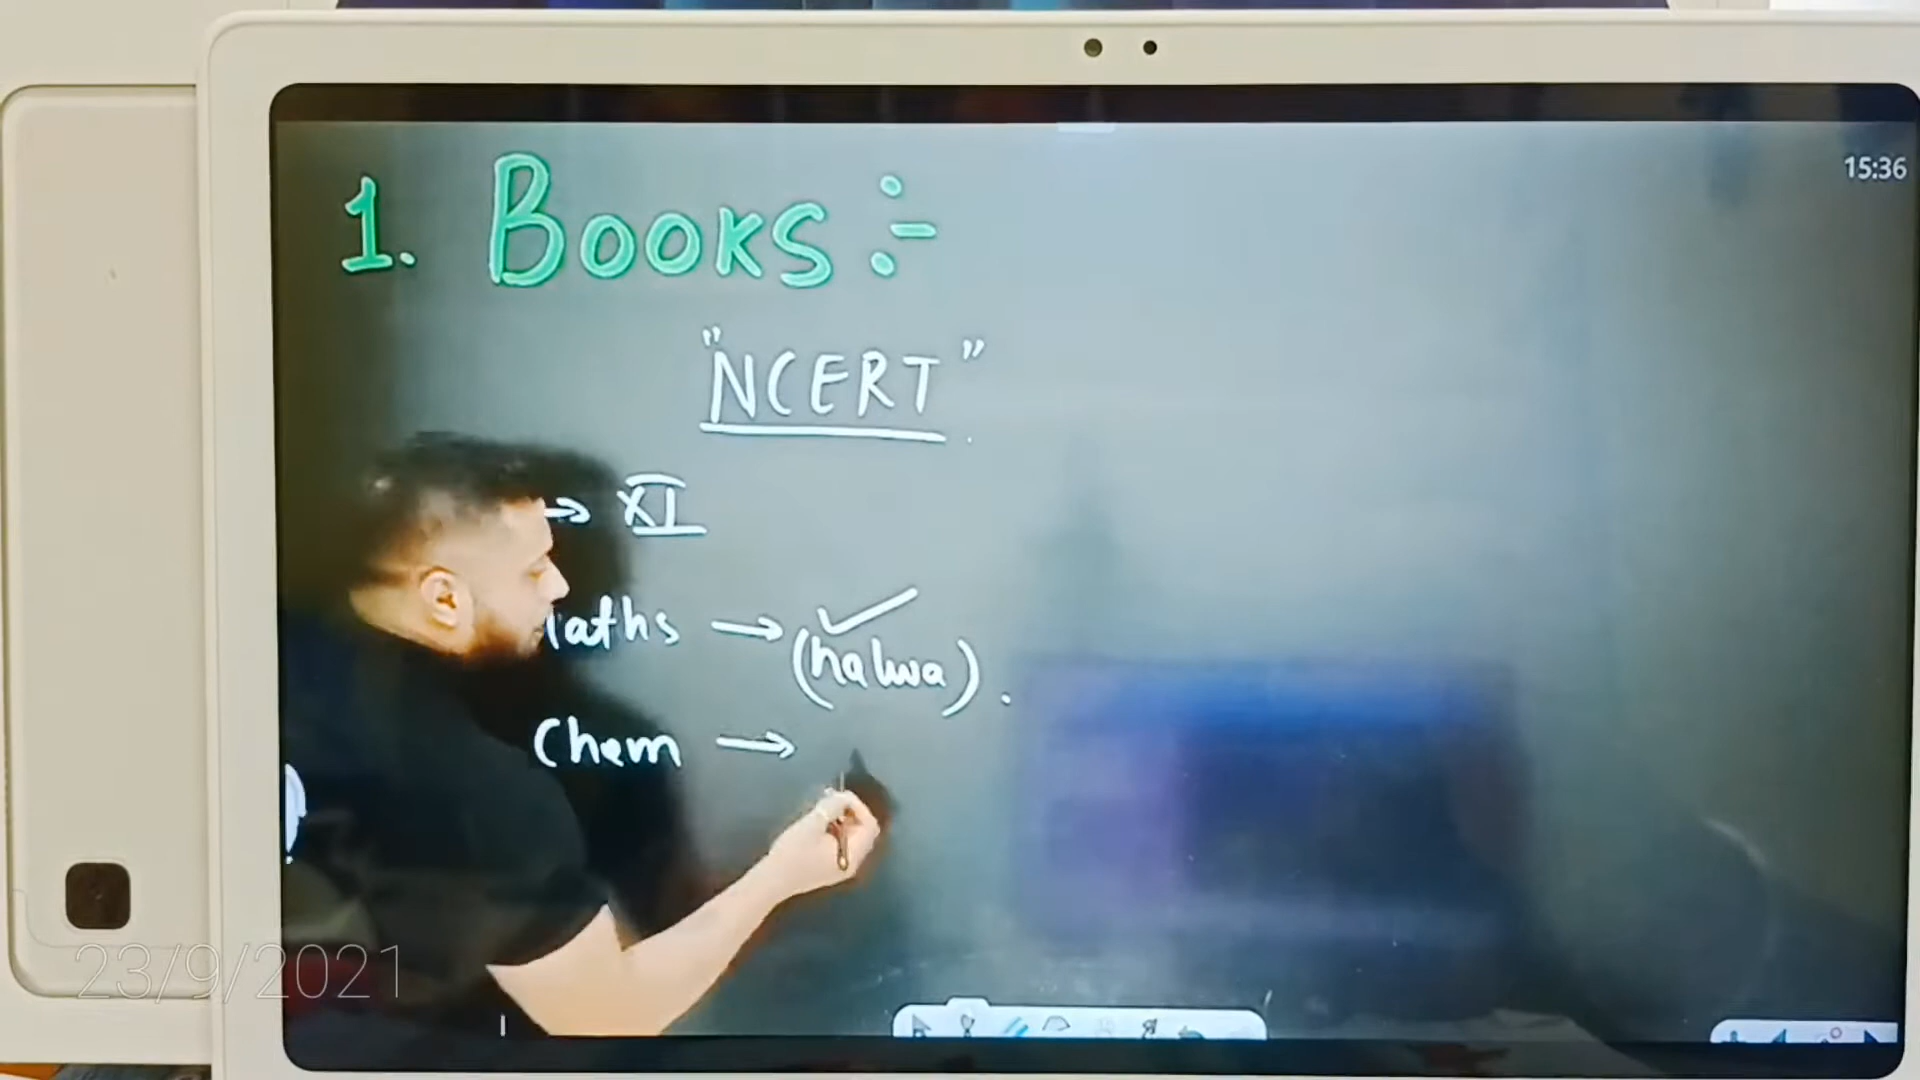 15:36
1. Books :-
"NCERT"
→ XI
aths → ✓
(halwa).
Chem →
23/9/2021